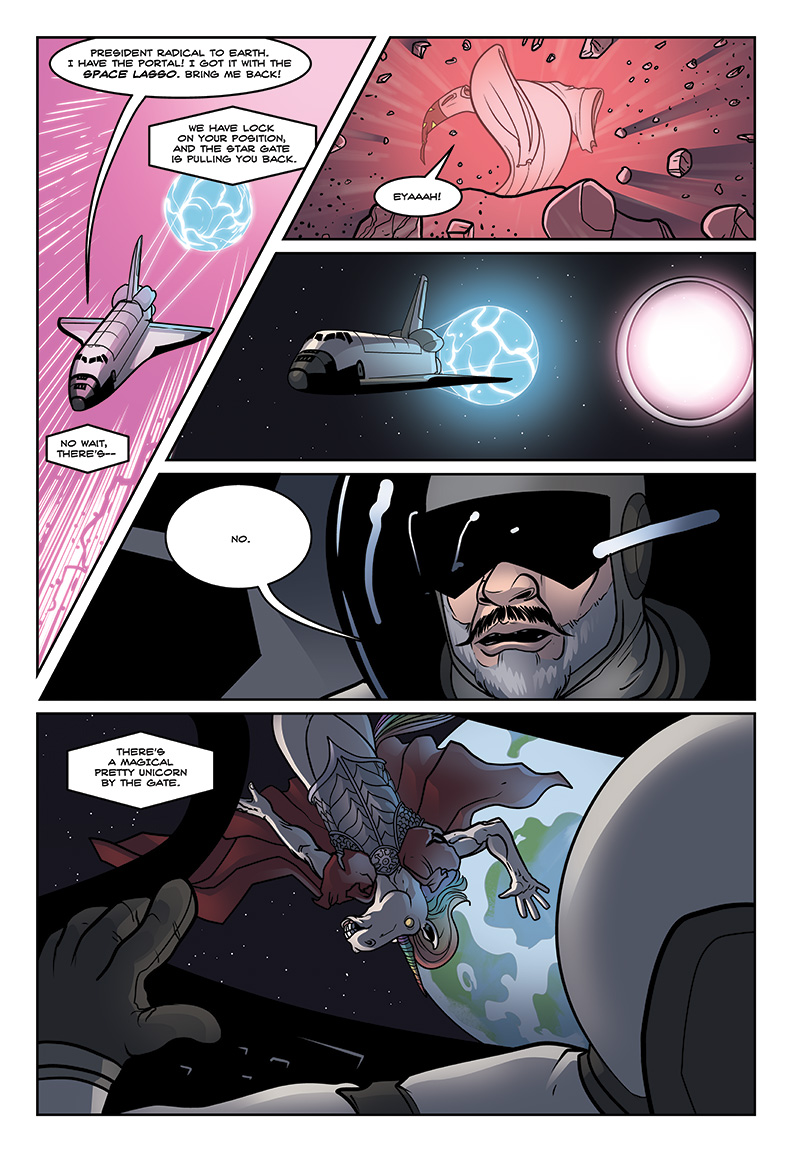 PRESIDENT RADICAL TO EARTH.
I HAVE THE PORTAL! I GOT IT WITH THE
SPACE LASSO. BRING ME BACK!
WE HAVE LOCK
ON YOUR POSITION,
AND THE STAR GATE
IS PULLING YOU BACK.
NO WAIT,
THERE'S--
EYAAAH!
NO.
THERE'S
A MAGICAL
PRETTY UNICORN
BY THE GATE.